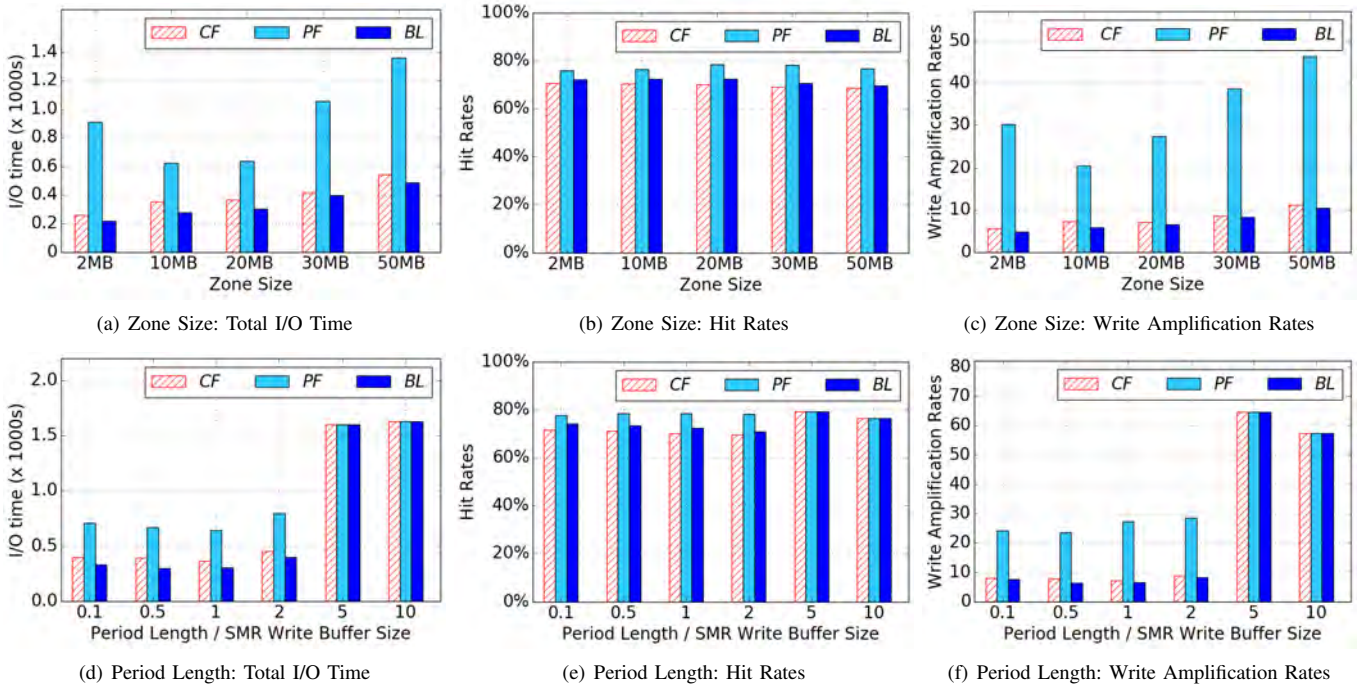 1.4
1.2
1.0
0.8
0.6
0.4
0.2
0
I/O time (x 1000s)
CF PF BL
2MB 10MB 20MB 30MB 50MB
Zone Size
(a) Zone Size: Total I/O Time
100%
80%
60%
40%
20%
0%
Hit Rates
CF PF BL
2MB 10MB 20MB 30MB 50MB
Zone Size
(b) Zone Size: Hit Rates
50
40
30
20
10
0
Write Amplification Rates
CF PF BL
2MB 10MB 20MB 30MB 50MB
Zone Size
(c) Zone Size: Write Amplification Rates
2.0
1.5
1.0
0.5
0.0
I/O time (x 1000s)
CF PF BL
0.1 0.5 1 2 5 10
Period Length / SMR Write Buffer Size
(d) Period Length: Total I/O Time
100%
80%
60%
40%
20%
0%
Hit Rates
CF PF BL
0.1 0.5 1 2 5 10
Period Length / SMR Write Buffer Size
(e) Period Length: Hit Rates
80
70
60
50
40
30
20
10
0
Write Amplification Rates
CF PF BL
0.1 0.5 1 2 5 10
Period Length / SMR Write Buffer Size
(f) Period Length: Write Amplification Rates